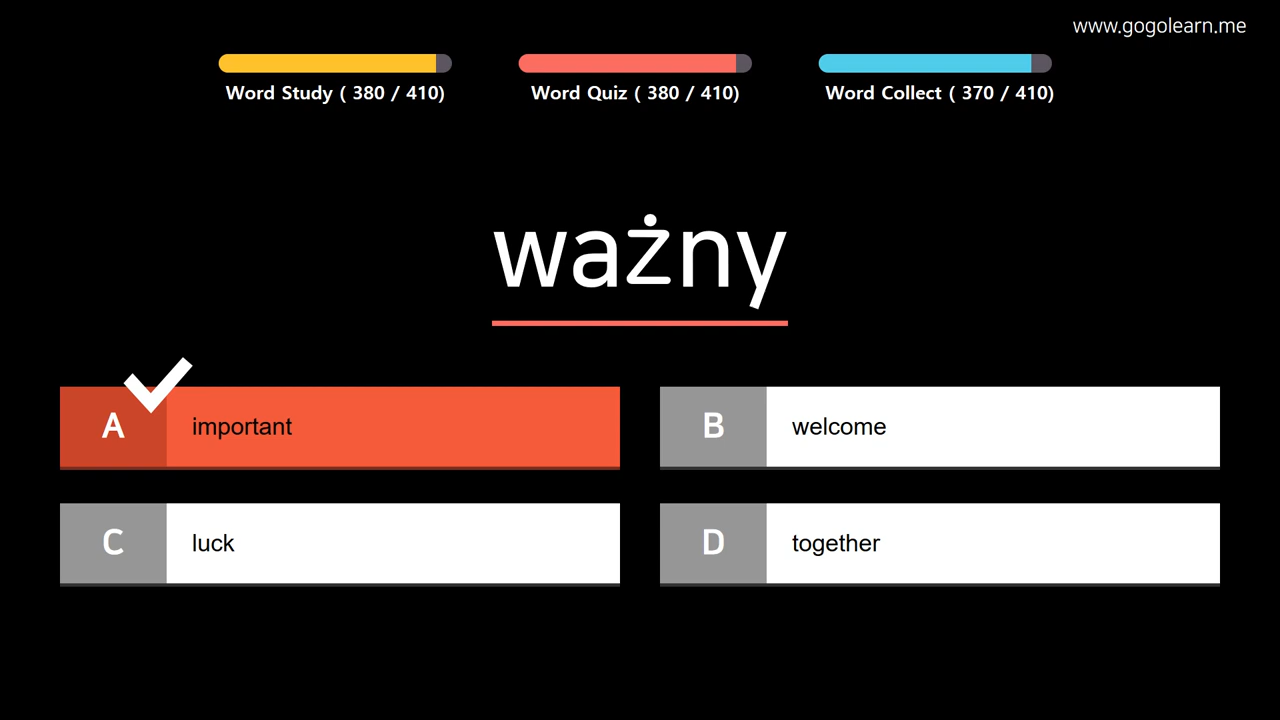 www.gogolearn.me
Word Study ( 380 / 410) Word Quiz ( 380 / 410) Word Collect ( 370 / 410)
ważny
A important
B welcome
C luck
D together